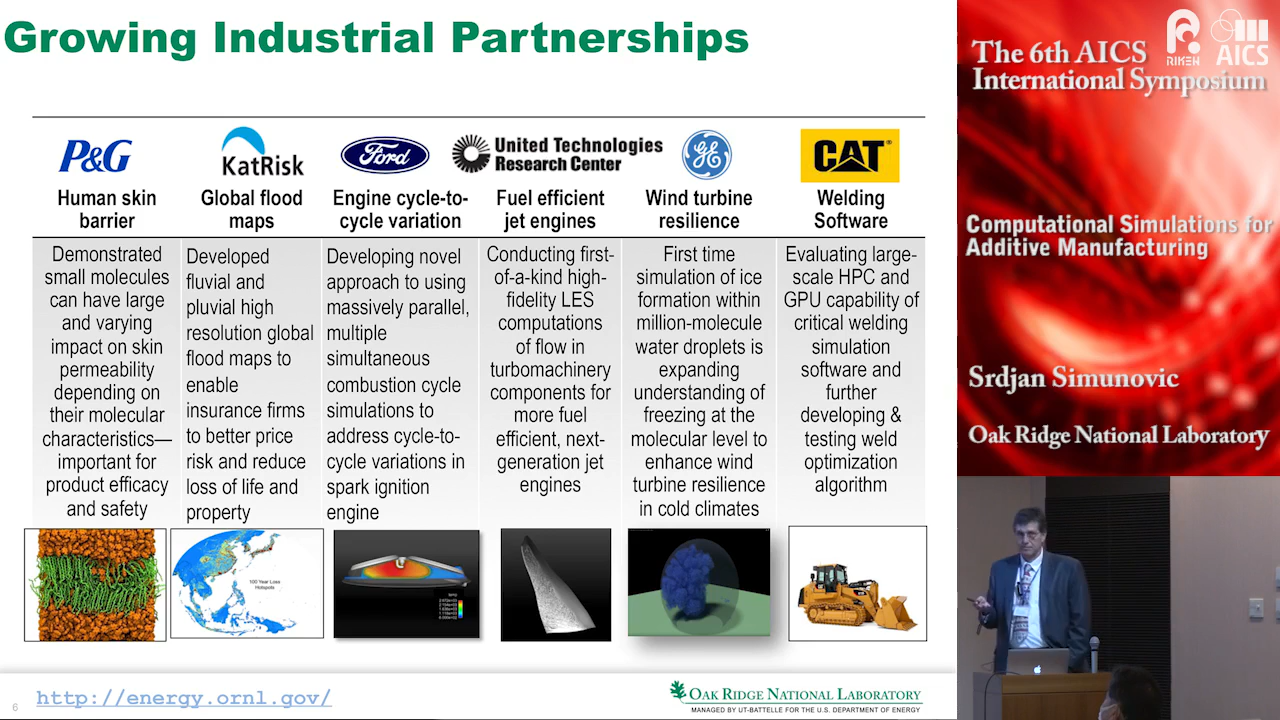 Growing Industrial Partnerships
P&G
Human skin
barrier
Demonstrated
small molecules
can have large
and varying
impact on skin
permeability
depending on
their molecular
characteristics—
important for
product efficacy
and safety
KatRisk
Global flood
maps
Developed
fluvial and
pluvial high
resolution global
flood maps to
enable
insurance firms
to better price
risk and reduce
loss of life and
property
100 Year Loss
Hotspots
Ford
Engine cycle-to-
cycle variation
Developing novel
approach to using
massively parallel,
multiple
simultaneous
combustion cycle
simulations to
address cycle-to-
cycle variations in
spark ignition
engine
United Technologies
Research Center
Fuel efficient
jet engines
Conducting first-
of-a-kind high-
fidelity LES
computations
of flow in
turbomachinery
components for
more fuel
efficient, next-
generation jet
engines
GE
Wind turbine
resilience
First time
simulation of ice
formation within
million-molecule
water droplets is
expanding
understanding of
freezing at the
molecular level to
enhance wind
turbine resilience
in cold climates
CAT®
Welding
Software
Evaluating large-
scale HPC and
GPU capability of
critical welding
simulation
software and
further
developing &
testing weld
optimization
algorithm
6
http://energy.ornl.gov/
OAK RIDGE NATIONAL LABORATORY
MANAGED BY UT-BATTELLE FOR THE U.S. DEPARTMENT OF ENERGY
RIKEN
AICS
The 6th AICS
International Symposium
Computational Simulations for
Additive Manufacturing
Srdjan Simunovic
Oak Ridge National Laboratory